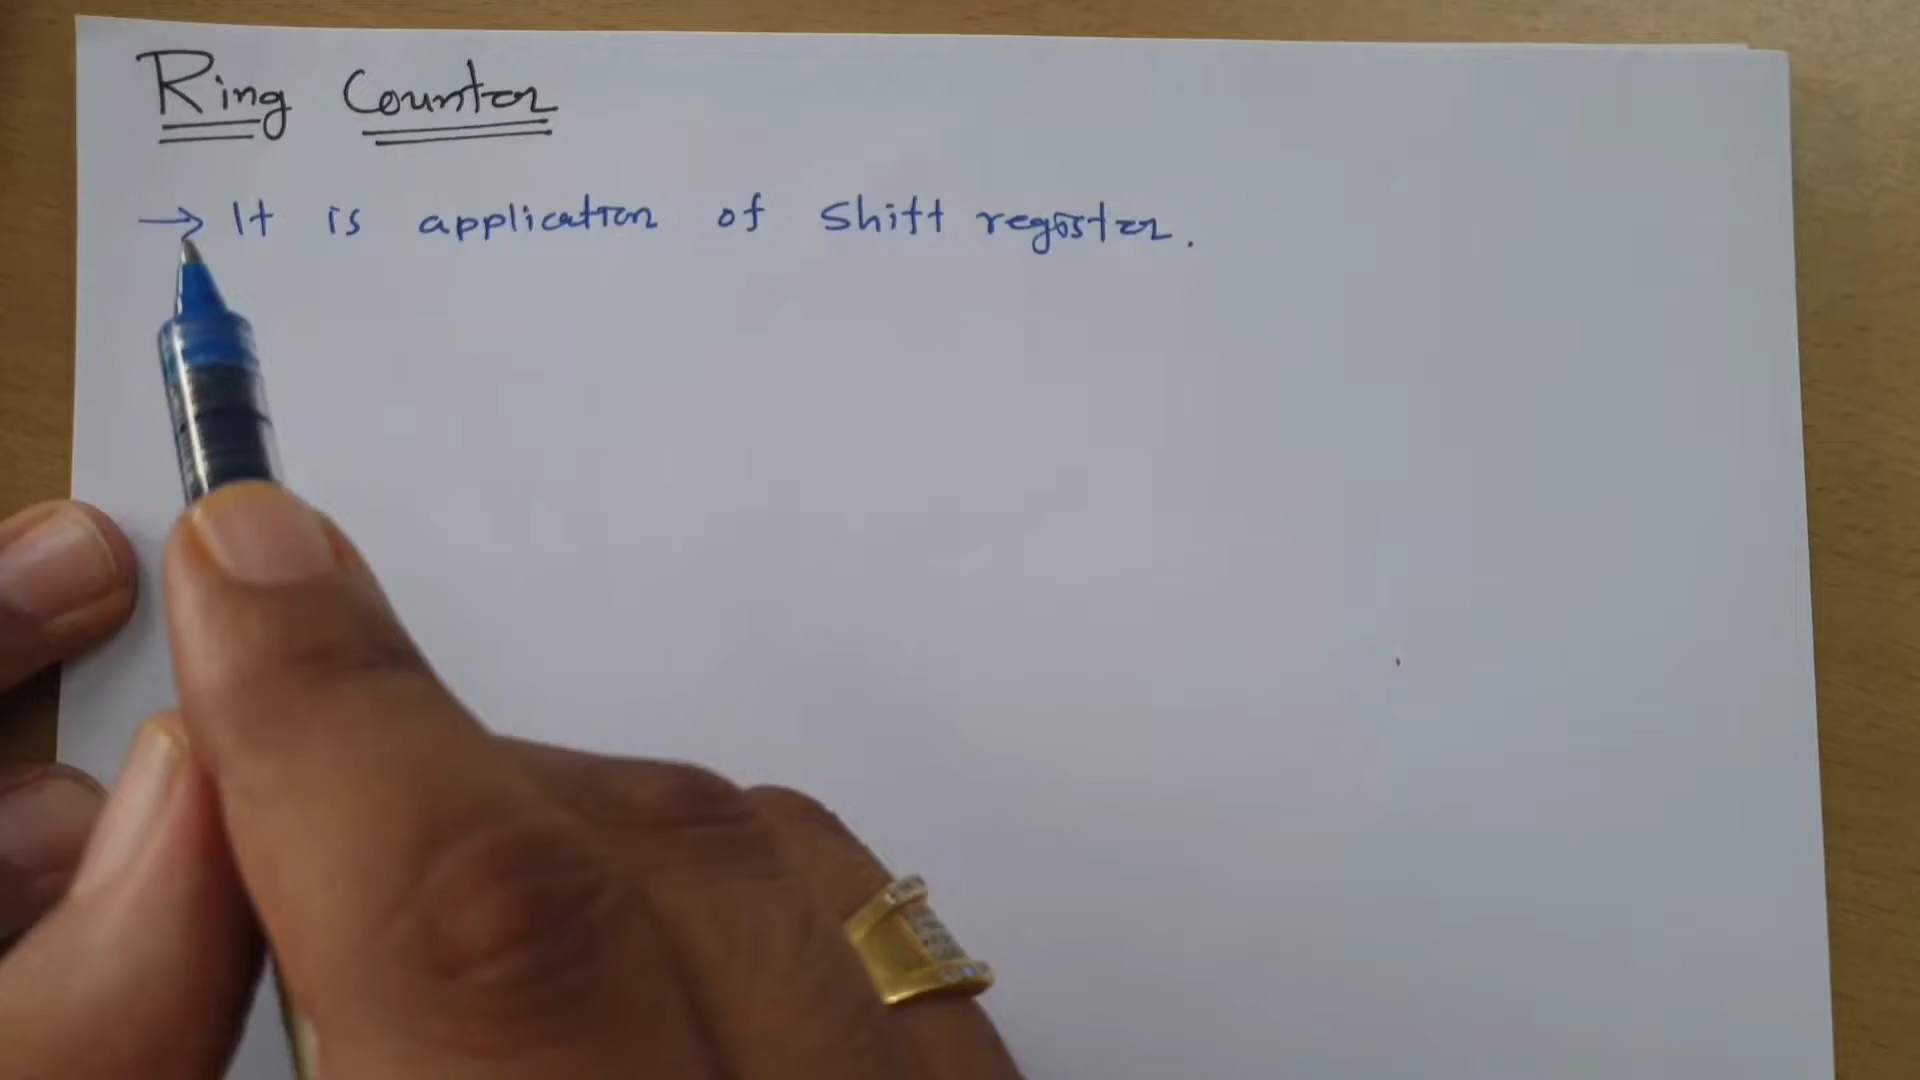 Ring Counter
→ It is application of Shift register.